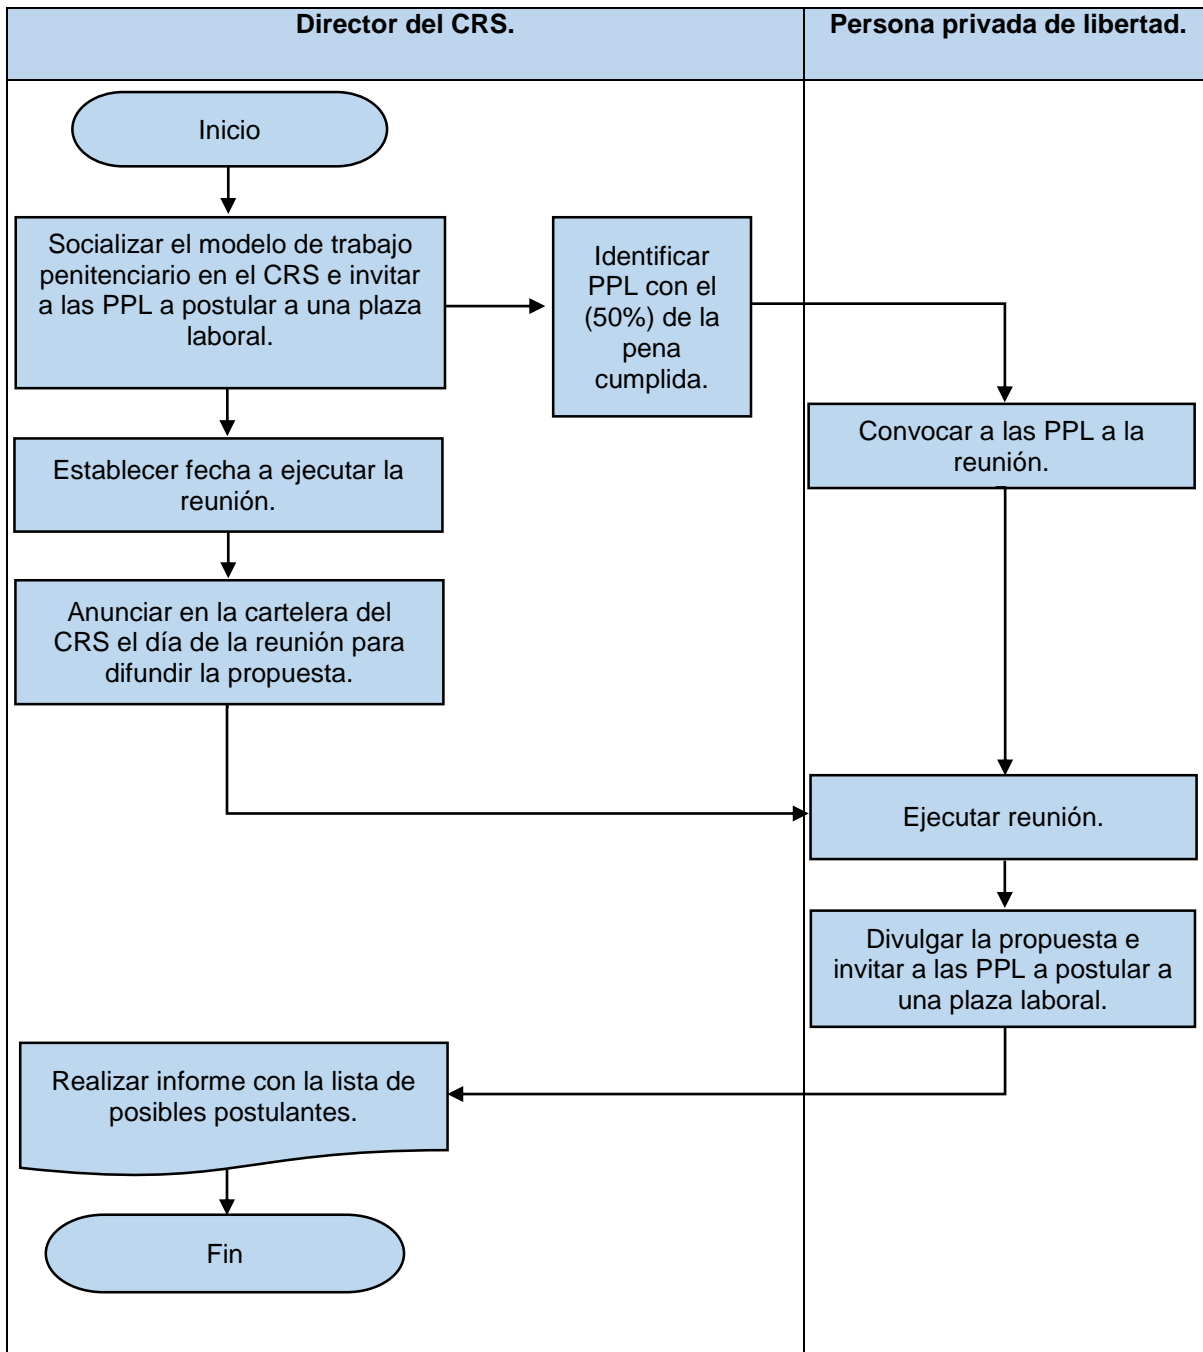 Director del CRS.
Persona privada de libertad.
Inicio
Socializar el modelo de trabajo
penitenciario en el CRS e invitar
a las PPL a postular a una plaza
laboral.
Identificar
PPL con el
(50%) de la
pena
cumplida.
Convocar a las PPL a la
reunión.
Establecer fecha a ejecutar la
reunión.
Anunciar en la cartelera del
CRS el día de la reunión para
difundir la propuesta.
Ejecutar reunión.
Divulgar la propuesta e
invitar a las PPL a postular a
una plaza laboral.
Realizar informe con la lista de
posibles postulantes.
Fin